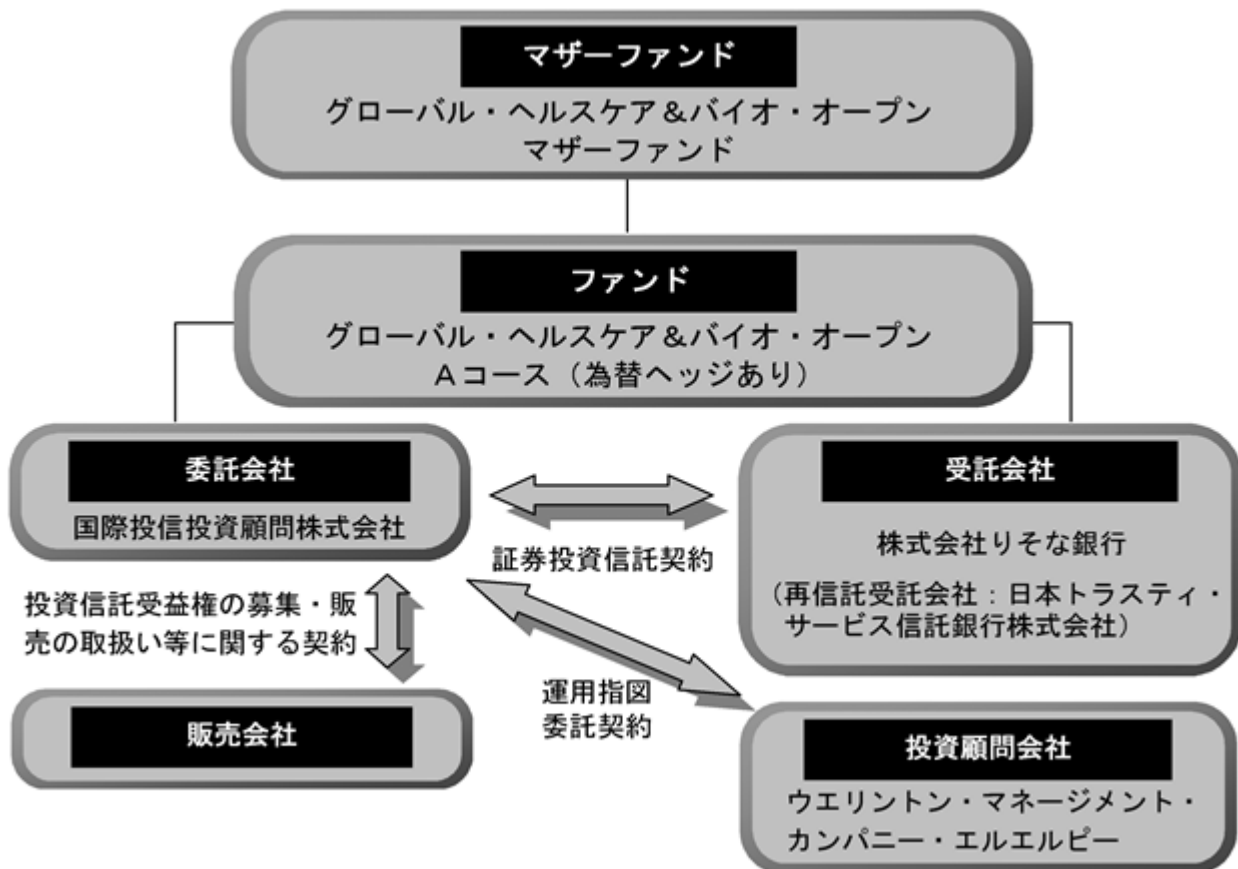 マザーファンド
グローバル・ヘルスケア＆バイオ・オープン
マザーファンド
ファンド
グローバル・ヘルスケア＆バイオ・オープン
Ａコース（為替ヘッジあり）
委託会社
国際投信投資顧問株式会社
受託会社
株式会社りそな銀行
（再信託受託会社：日本トラスティ・
サービス信託銀行株式会社）
証券投資信託契約
投資信託受益権の募集・販
売の取扱い等に関する契約
運用指図
委託契約
販売会社
投資顧問会社
ウエリントン・マネージメント・
カンパニー・エルエルピー